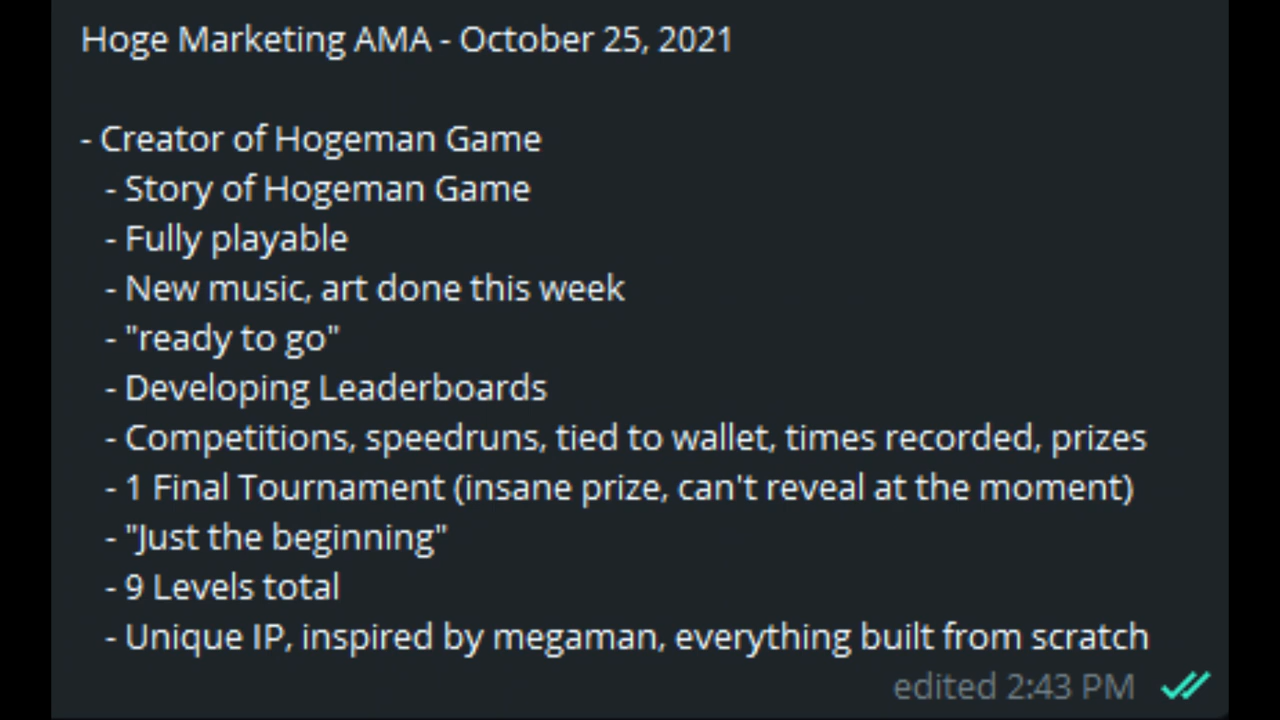 Hoge Marketing AMA - October 25, 2021
- Creator of Hogeman Game
- Story of Hogeman Game
- Fully playable
- New music, art done this week
- "ready to go"
- Developing Leaderboards
- Competitions, speedruns, tied to wallet, times recorded, prizes
- 1 Final Tournament (insane prize, can't reveal at the moment)
- "Just the beginning"
- 9 Levels total
- Unique IP, inspired by megaman, everything built from scratch
edited 2:43 PM